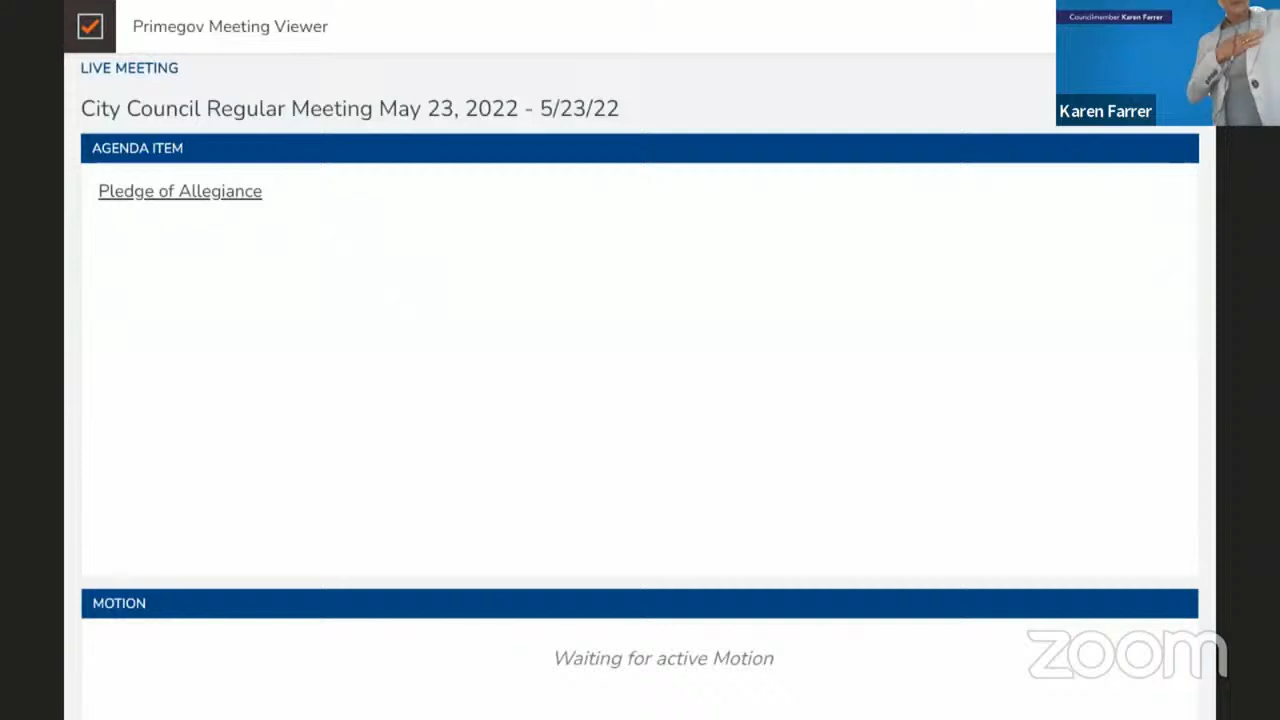 Primegov Meeting Viewer
Councilmember Karen Farrer
LIVE MEETING
City Council Regular Meeting May 23, 2022 - 5/23/22
Karen Farrer
AGENDA ITEM
Pledge of Allegiance
MOTION
Waiting for active Motion
zoom